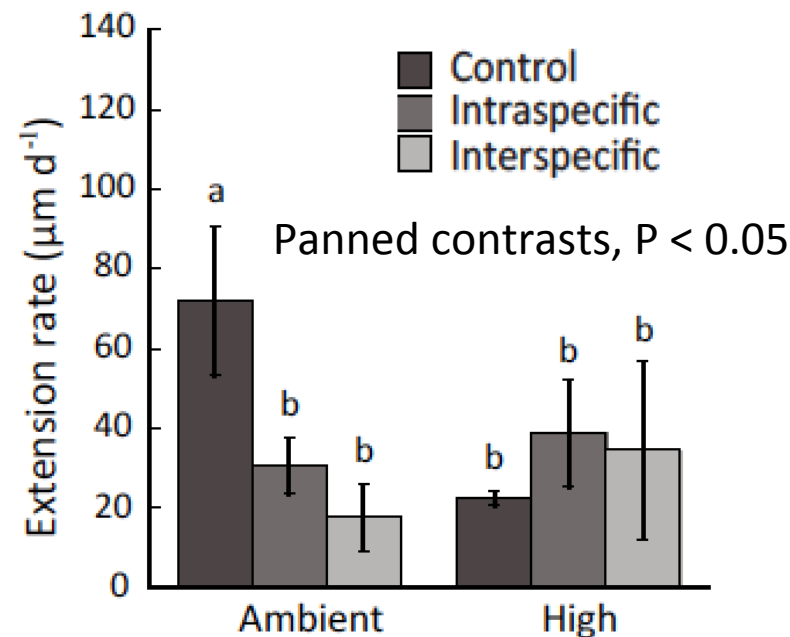 Extension rate (µm d⁻¹)
140
120
100
80
60
40
20
0
Control
Intraspecific
Interspecific
Panned contrasts, P < 0.05
a
b
b
b
b
b
Ambient
High